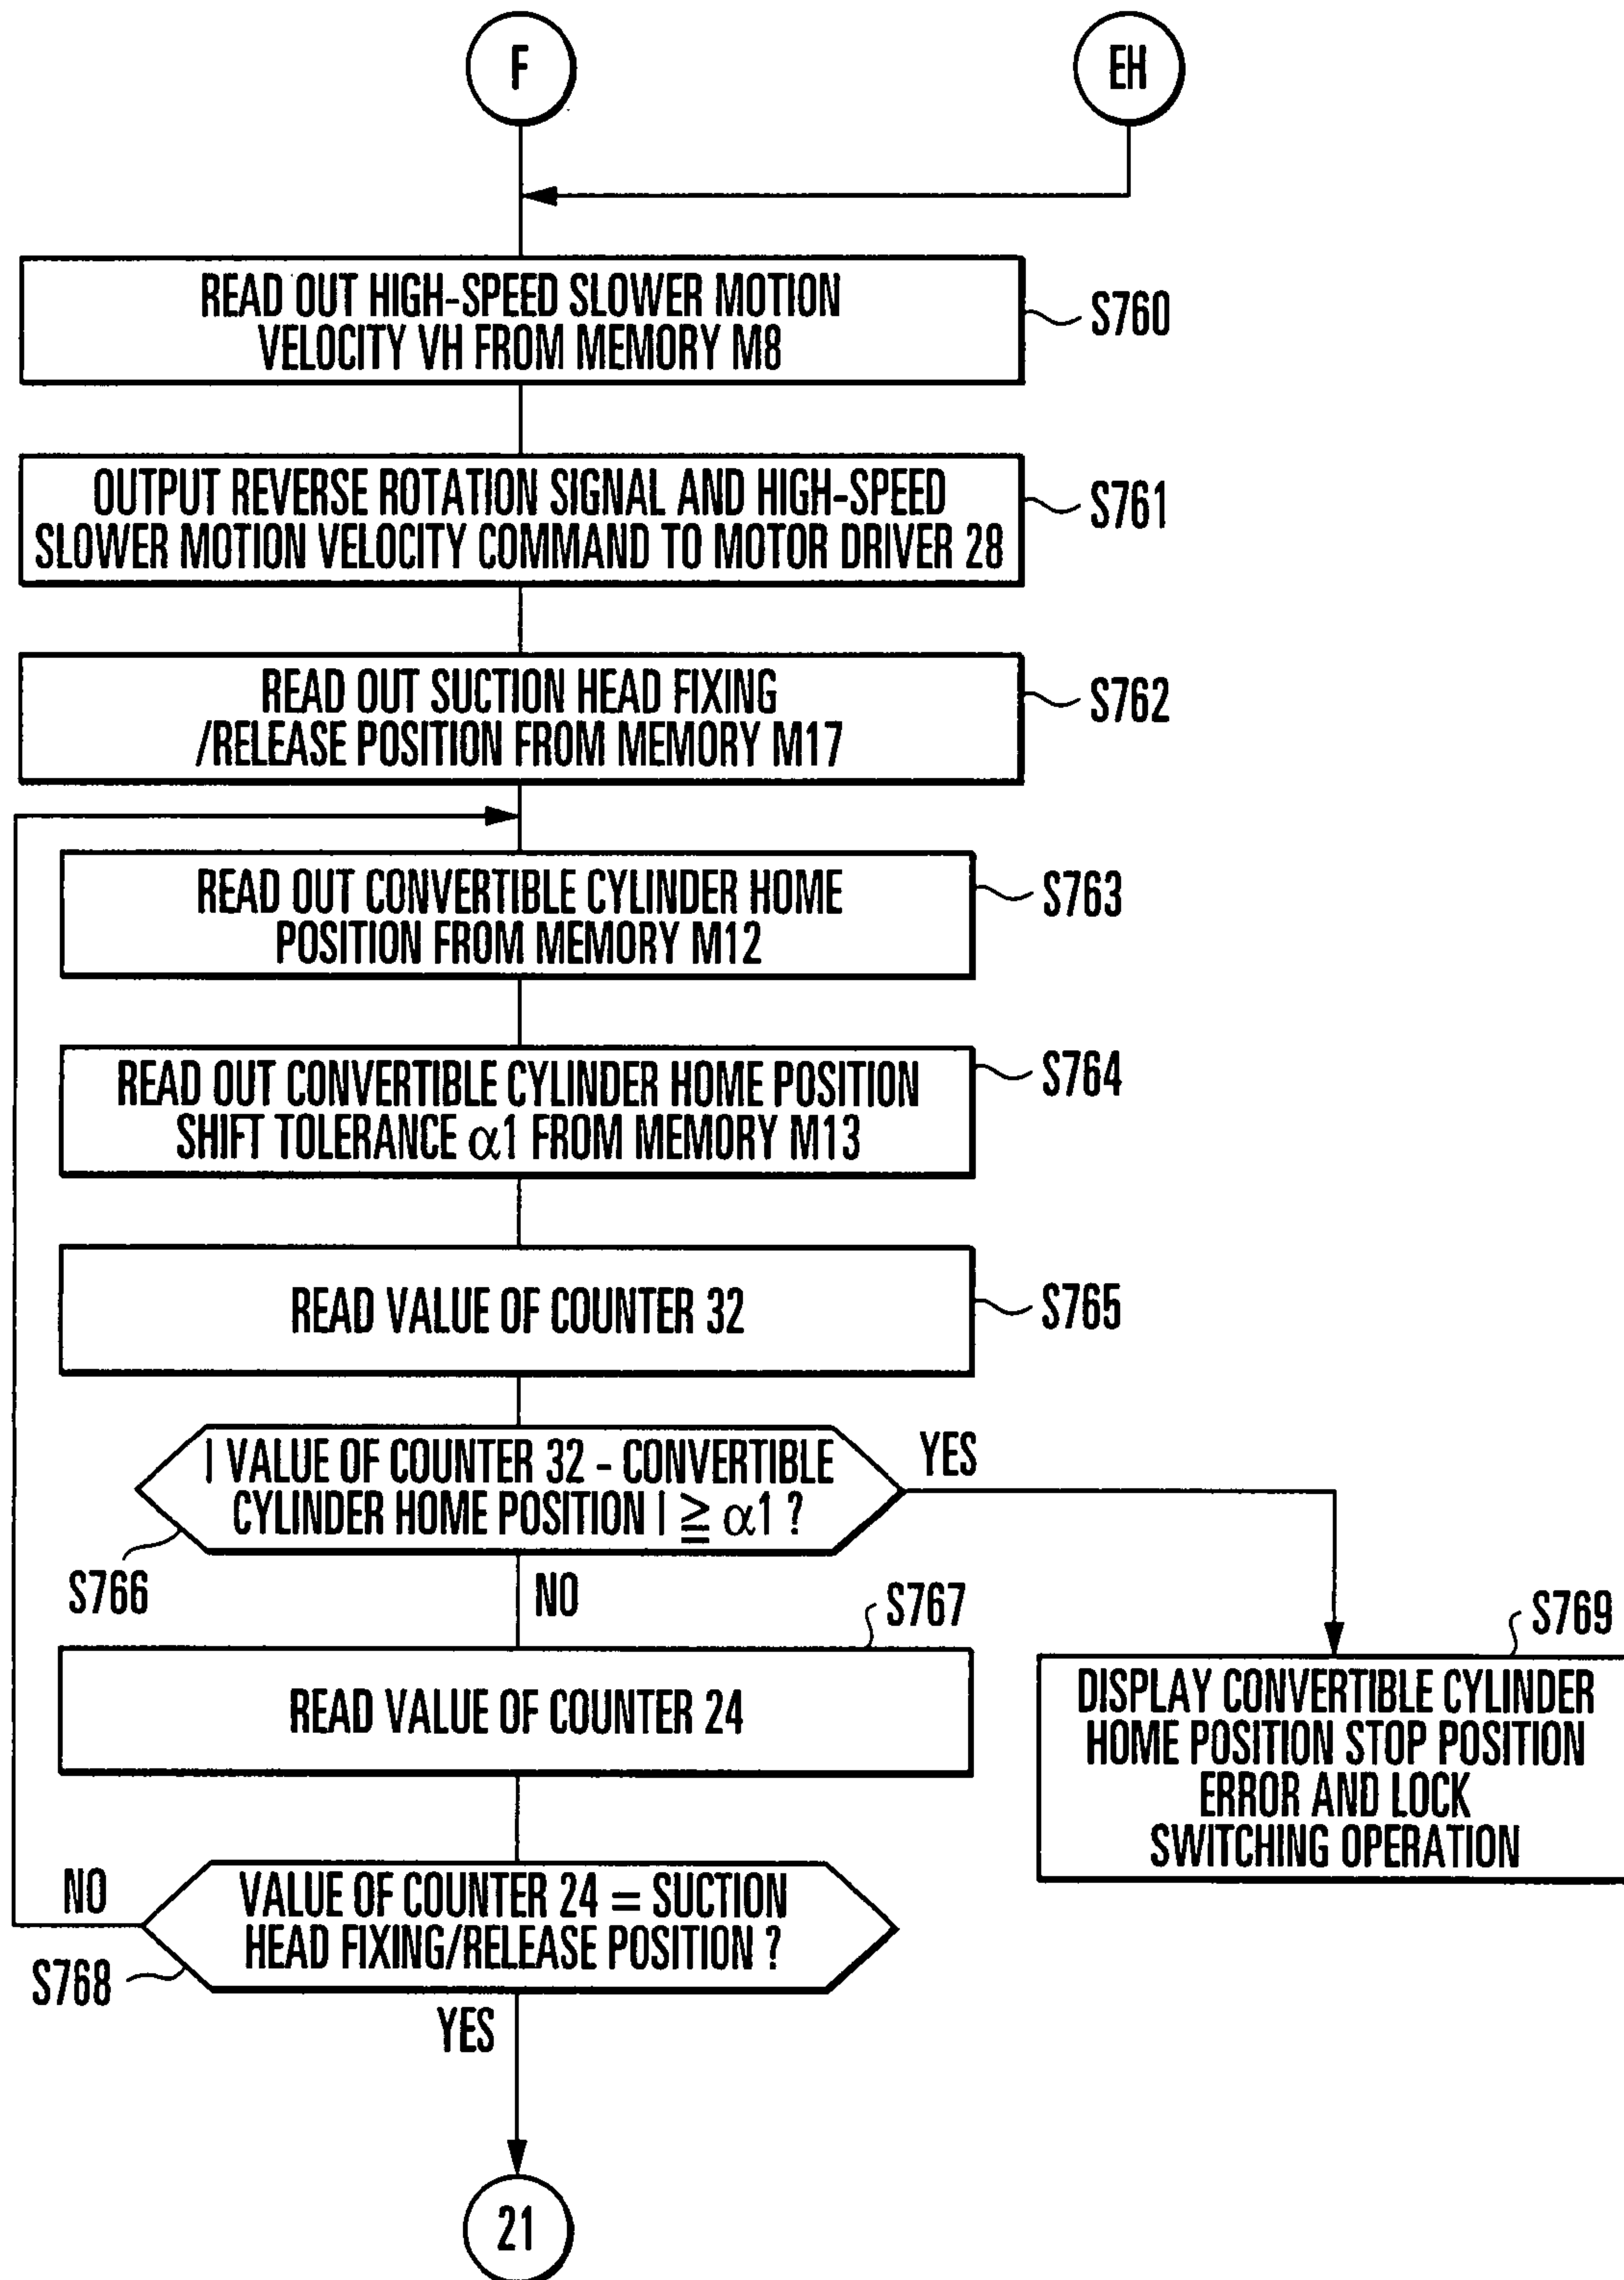 F
EH
READ OUT HIGH-SPEED SLOWER MOTION
VELOCITY VH FROM MEMORY M8
S760
OUTPUT REVERSE ROTATION SIGNAL AND HIGH-SPEED
SLOWER MOTION VELOCITY COMMAND TO MOTOR DRIVER 28
S761
READ OUT SUCTION HEAD FIXING
/RELEASE POSITION FROM MEMORY M17
S762
READ OUT CONVERTIBLE CYLINDER HOME
POSITION FROM MEMORY M12
S763
READ OUT CONVERTIBLE CYLINDER HOME POSITION
SHIFT TOLERANCE α1 FROM MEMORY M13
S764
READ VALUE OF COUNTER 32
S765
| VALUE OF COUNTER 32 - CONVERTIBLE
CYLINDER HOME POSITION | ≧ α1 ?
YES
S766
NO
S767
READ VALUE OF COUNTER 24
S769
DISPLAY CONVERTIBLE CYLINDER
HOME POSITION STOP POSITION
ERROR AND LOCK
SWITCHING OPERATION
NO
VALUE OF COUNTER 24 = SUCTION
HEAD FIXING/RELEASE POSITION ?
S768
YES
21